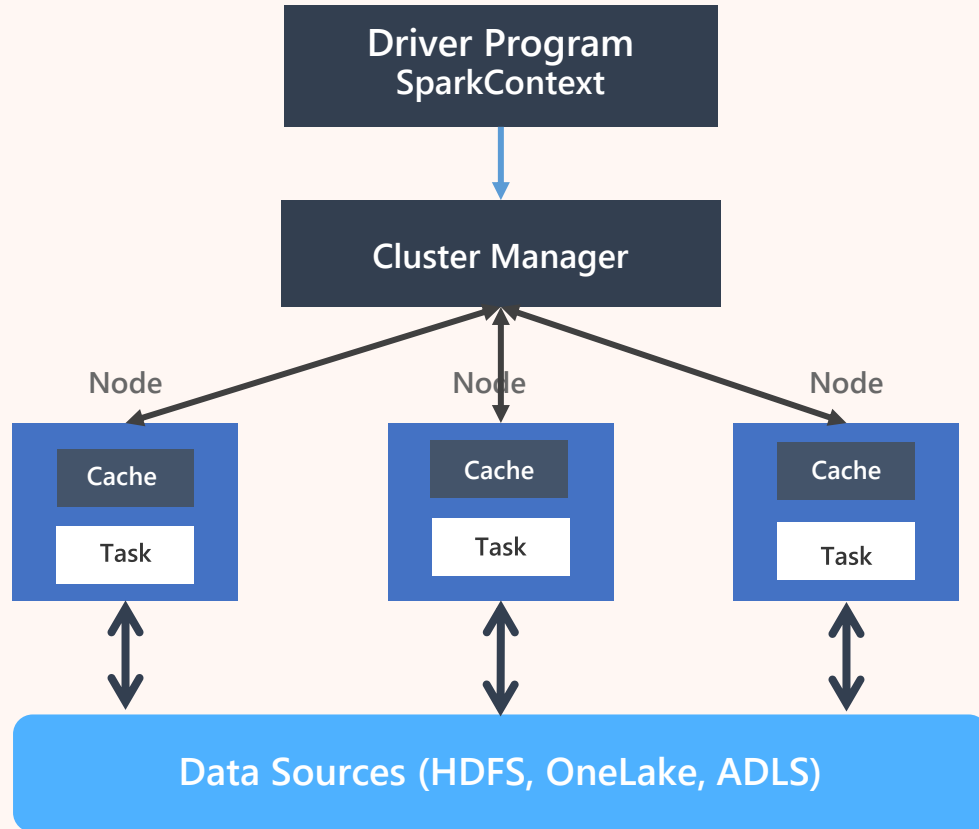 Driver Program
SparkContext
Cluster Manager
Node
Node
Node
Cache
Cache
Cache
Task
Task
Task
Data Sources (HDFS, OneLake, ADLS)